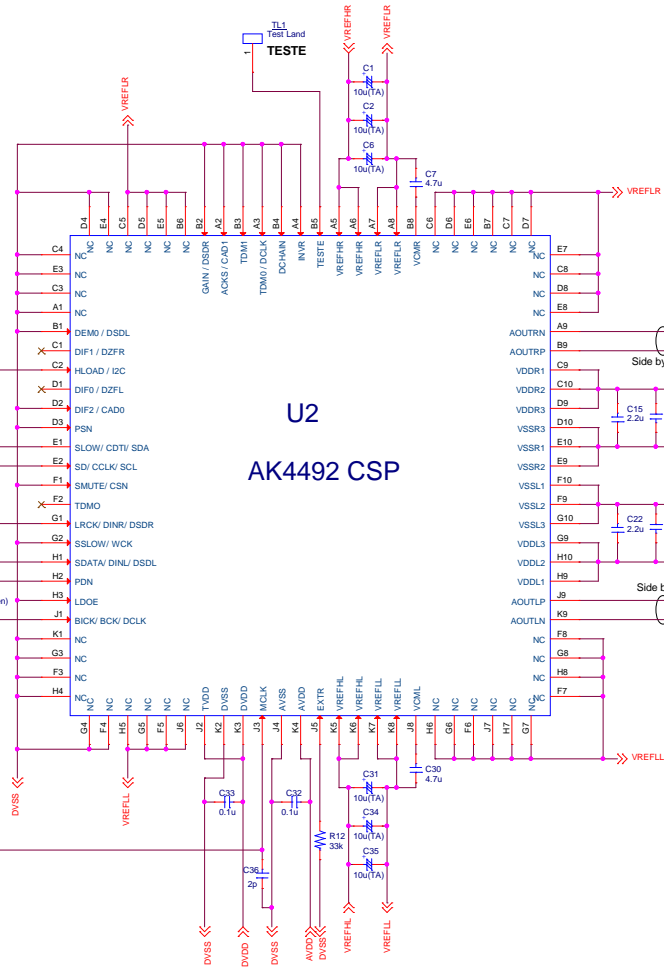 VREFHR
VREFLR
TL1
Test Land
TESTE
1
C1
10u(TA)
C2
10u(TA)
C6
10u(TA)
C7
4.7u
VREFLR
VREFLR
D4
E4
C5
D5
E5
B6
B2
A2
B3
A3
B4
A4
B5
A5
A6
A7
A8
B8
C6
D6
E6
B7
C7
D7
NC
NC
NC
NC
NC
NC
GAIN / DSDR
ACKS / CAD1
TDM1
TDM0 / DCLK
DCHAIN
INVR
TESTE
VREFHR
VREFHR
VREFLR
VREFLR
VCMR
NC
NC
NC
NC
NC
NC
C4 NC
E3 NC
C3 NC
A1 NC
B1 DEM0 / DSDL
C1 DIF1 / DZFR
C2 HLOAD / I2C
D1 DIF0 / DZFL
D2 DIF2 / CAD0
D3 PSN
E1 SLOW/ CDTI/ SDA
E2 SD/ CCLK/ SCL
F1 SMUTE/ CSN
F2 TDMO
G1 LRCK/ DINR/ DSDR
G2 SSLOW/ WCK
H1 SDATA/ DINL/ DSDL
H2 PDN
H3 LDOE
J1 BICK/ BCK/ DCLK
K1 NC
G3 NC
F3 NC
H4 NC
U2
AK4492 CSP
NC E7
NC C8
NC D8
NC E8
AOUTRN A9
AOUTRP B9
VDDR1 C9
VDDR2 C10
VDDR3 D9
VSSR3 D10
VSSR1 E10
VSSR2 E9
VSSL1 F10
VSSL2 F9
VSSL3 G10
VDDL3 G9
VDDL2 H10
VDDL1 H9
AOUTLP J9
AOUTLN K9
NC F8
NC G8
NC H8
NC F7
Side by
C15
2.2u
C22
2.2u
Side b
NC
NC
NC
NC
NC
NC
TVDD
DVSS
DVDD
MCLK
AVSS
AVDD
EXTR
VREFHL
VREFHL
VREFLL
VREFLL
VCML
NC
NC
NC
NC
NC
NC
G4
F4
H5
G5
F5
J6
J2
K2
K3
J3
J4
K4
J5
K5
K6
K7
K8
J8
H6
G6
F6
J7
H7
G7
DVSS
VREFLL
VREFLL
C33
0.1u
C32
0.1u
C31
10u(TA)
C30
4.7u
C34
10u(TA)
R12
33k
C35
10u(TA)
C36
2p
DVSS
DVDD
DVSS
AVDD
DVSS
VREFHL
VREFLL